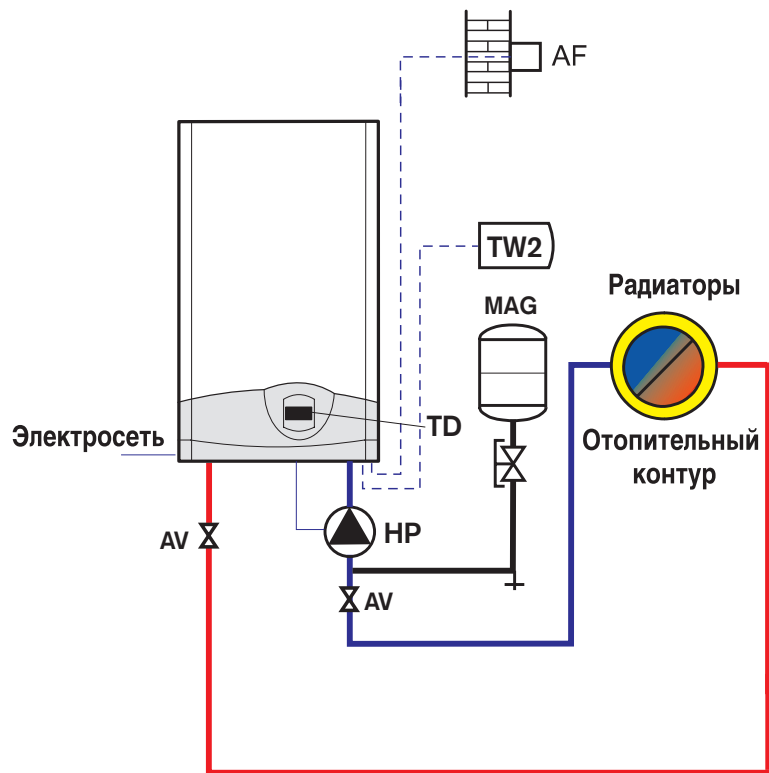 AF
TW2
MAG
Радиаторы
Отопительный
контур
TD
Электросеть
HP
AV
AV